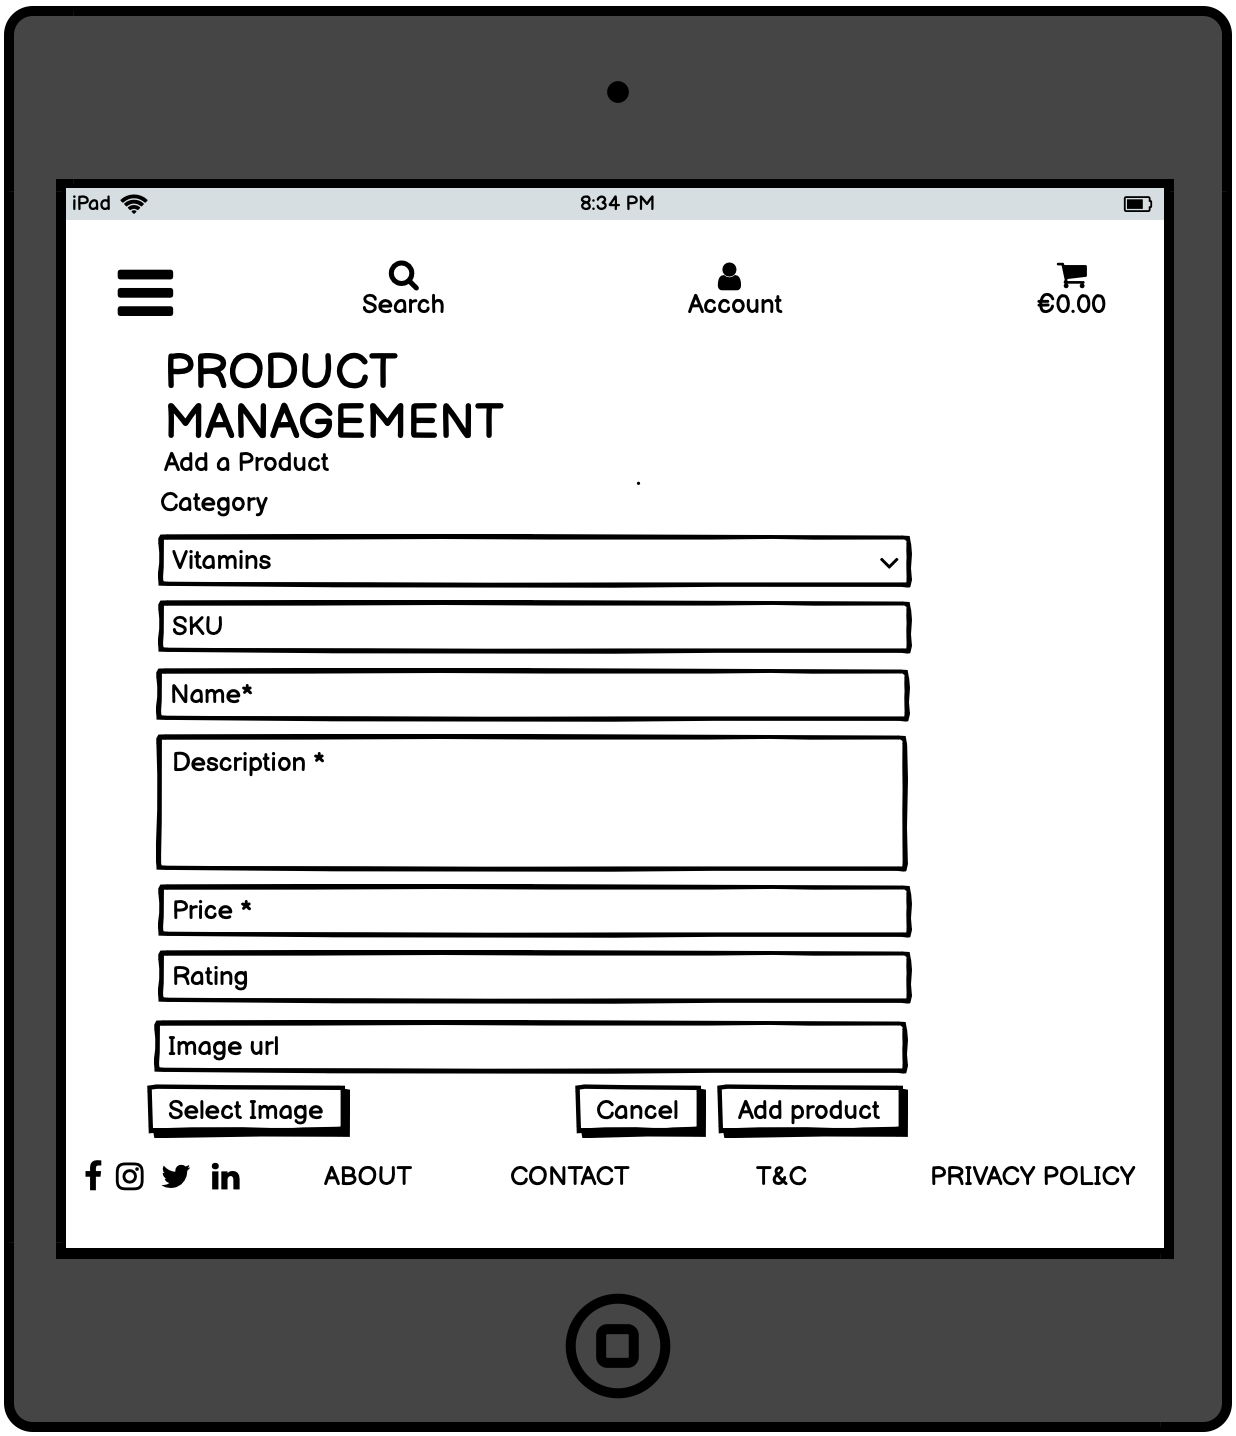 iPad 8:34 PM
Search Account €0.00
PRODUCT
MANAGEMENT
Add a Product
Category
Vitamins
SKU
Name*
Description *
Price *
Rating
Image url
Select Image Cancel Add product
ABOUT CONTACT T&C PRIVACY POLICY